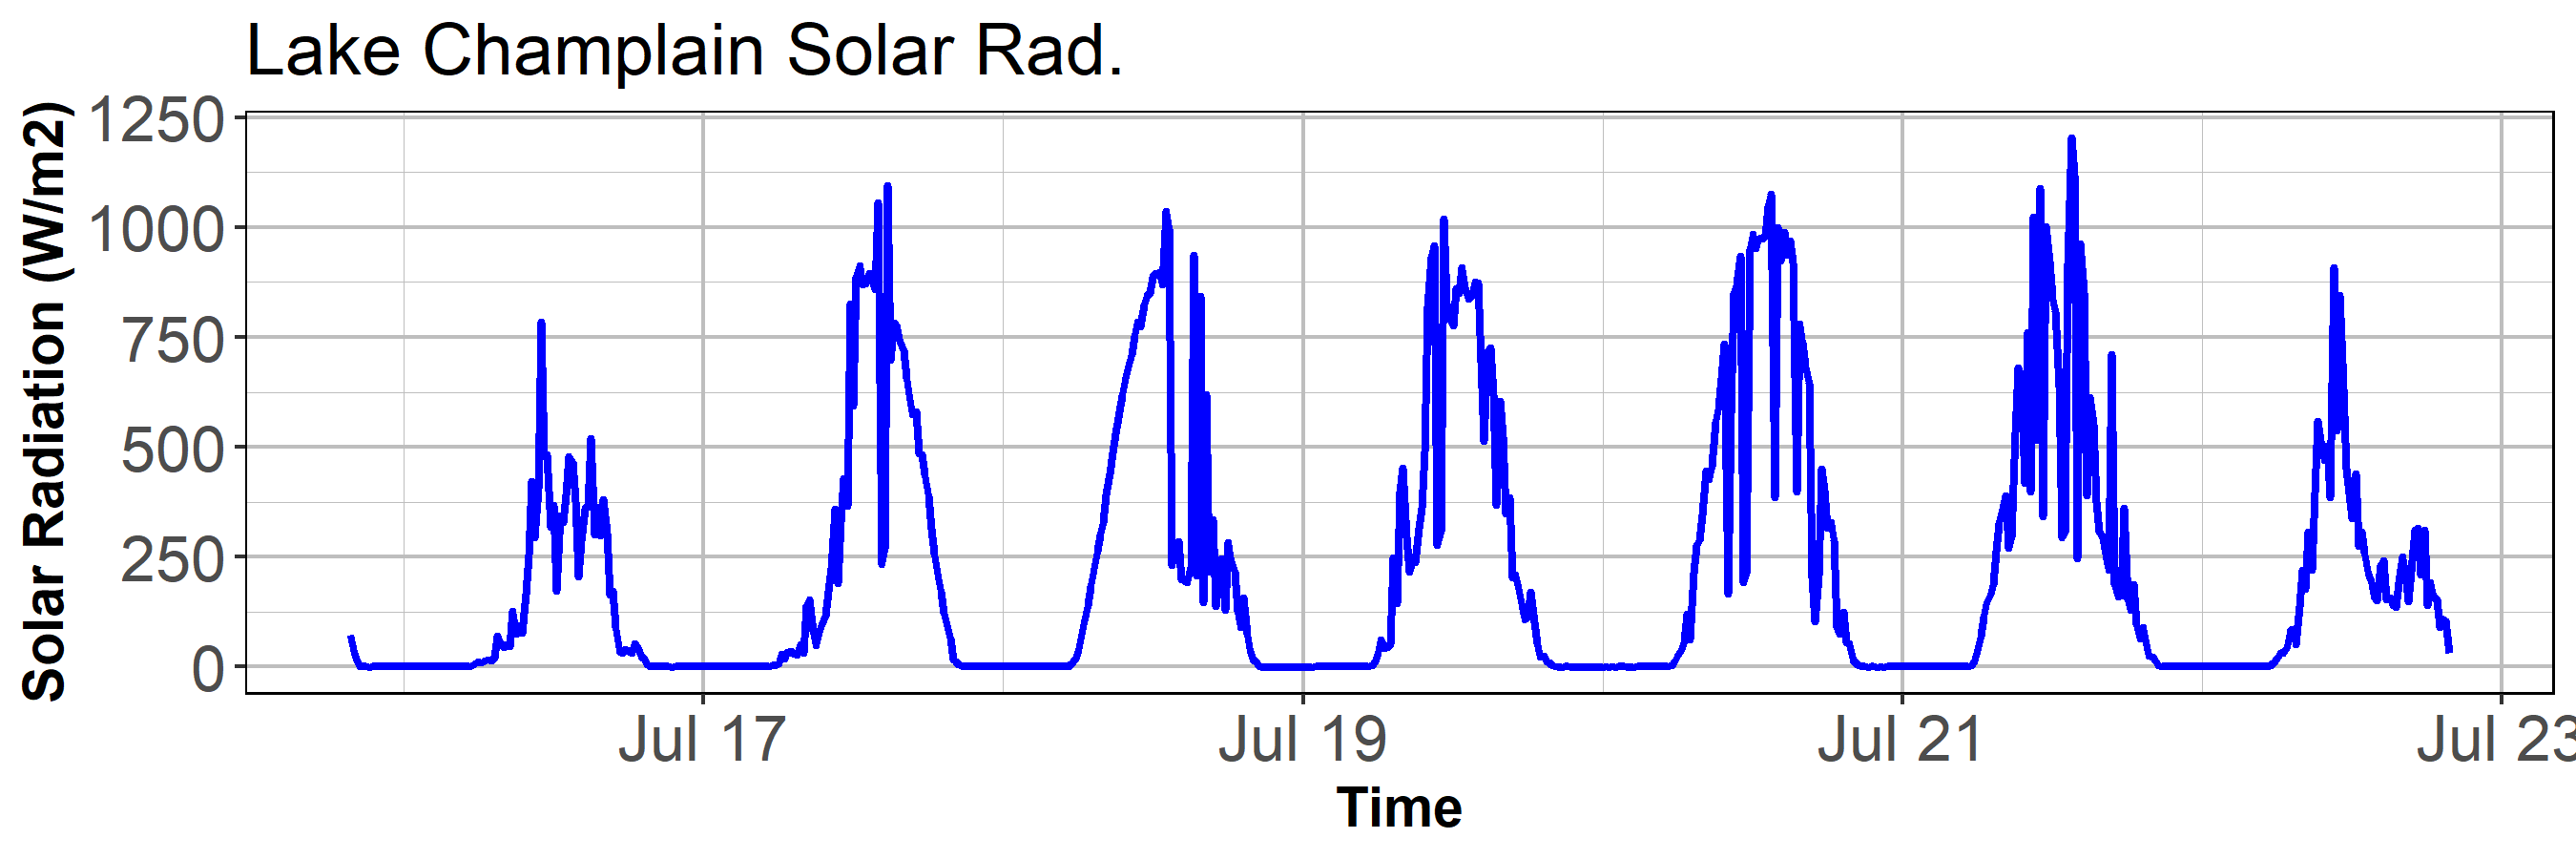 Lake Champlain Solar Rad.
Solar Radiation (W/m2)
1250
1000
750
500
250
0
Jul 17
Jul 19
Jul 21
Jul 23
Time